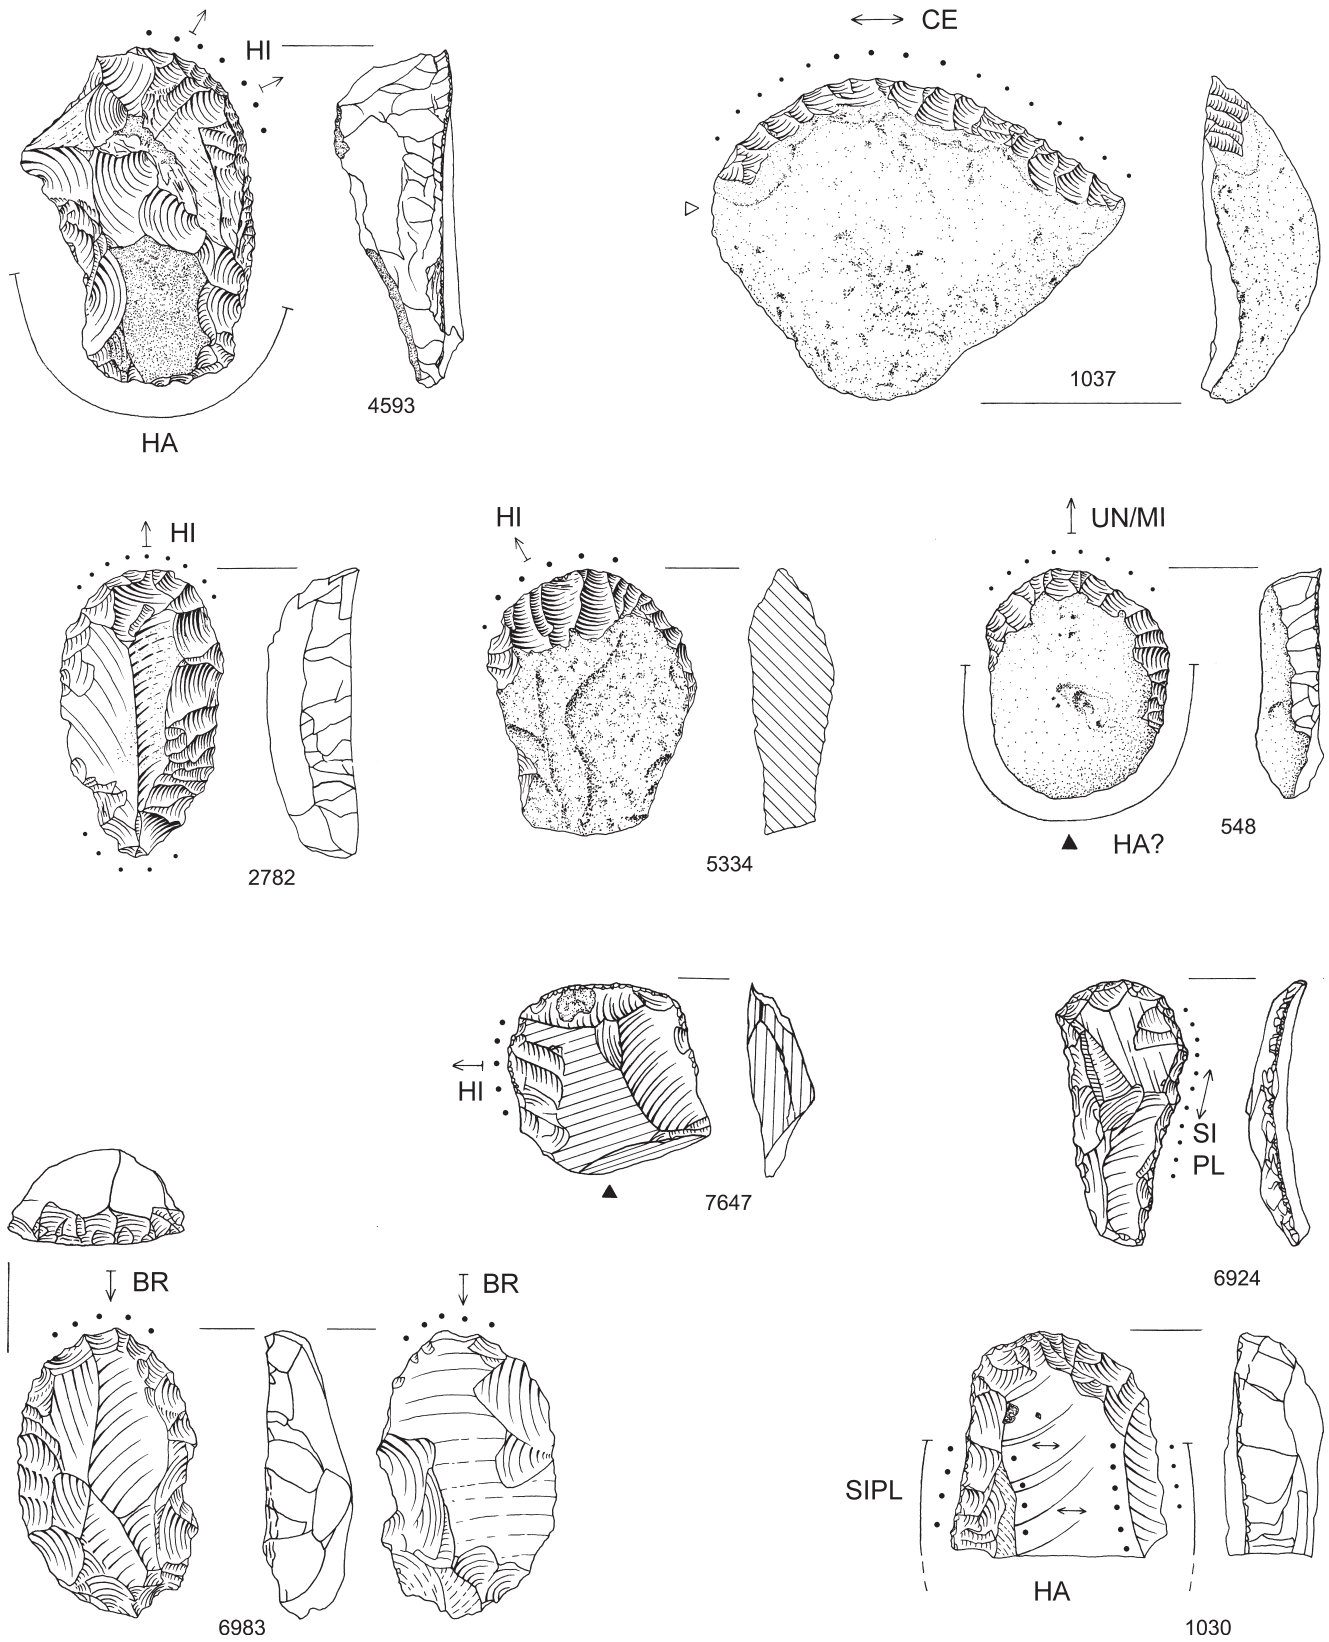 HI
CE
1037
4593
HA
HI
HI
UN/MI
548
HA?
5334
2782
HI
SI
PL
7647
6924
BR
BR
SIPL
HA
6983
1030